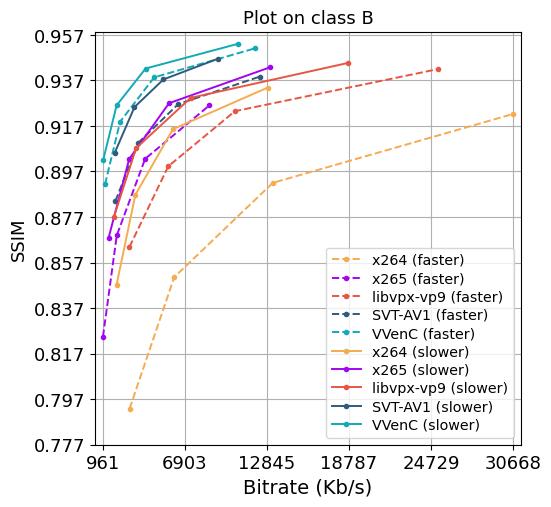 Plot on class B
SSIM
0.957
0.937
0.917
0.897
0.877
0.857
0.837
0.817
0.797
0.777
x264 (faster)
x265 (faster)
libvpx-vp9 (faster)
SVT-AV1 (faster)
VVenC (faster)
x264 (slower)
x265 (slower)
libvpx-vp9 (slower)
SVT-AV1 (slower)
VVenC (slower)
961 6903 12845 18787 24729 30668
Bitrate (Kb/s)